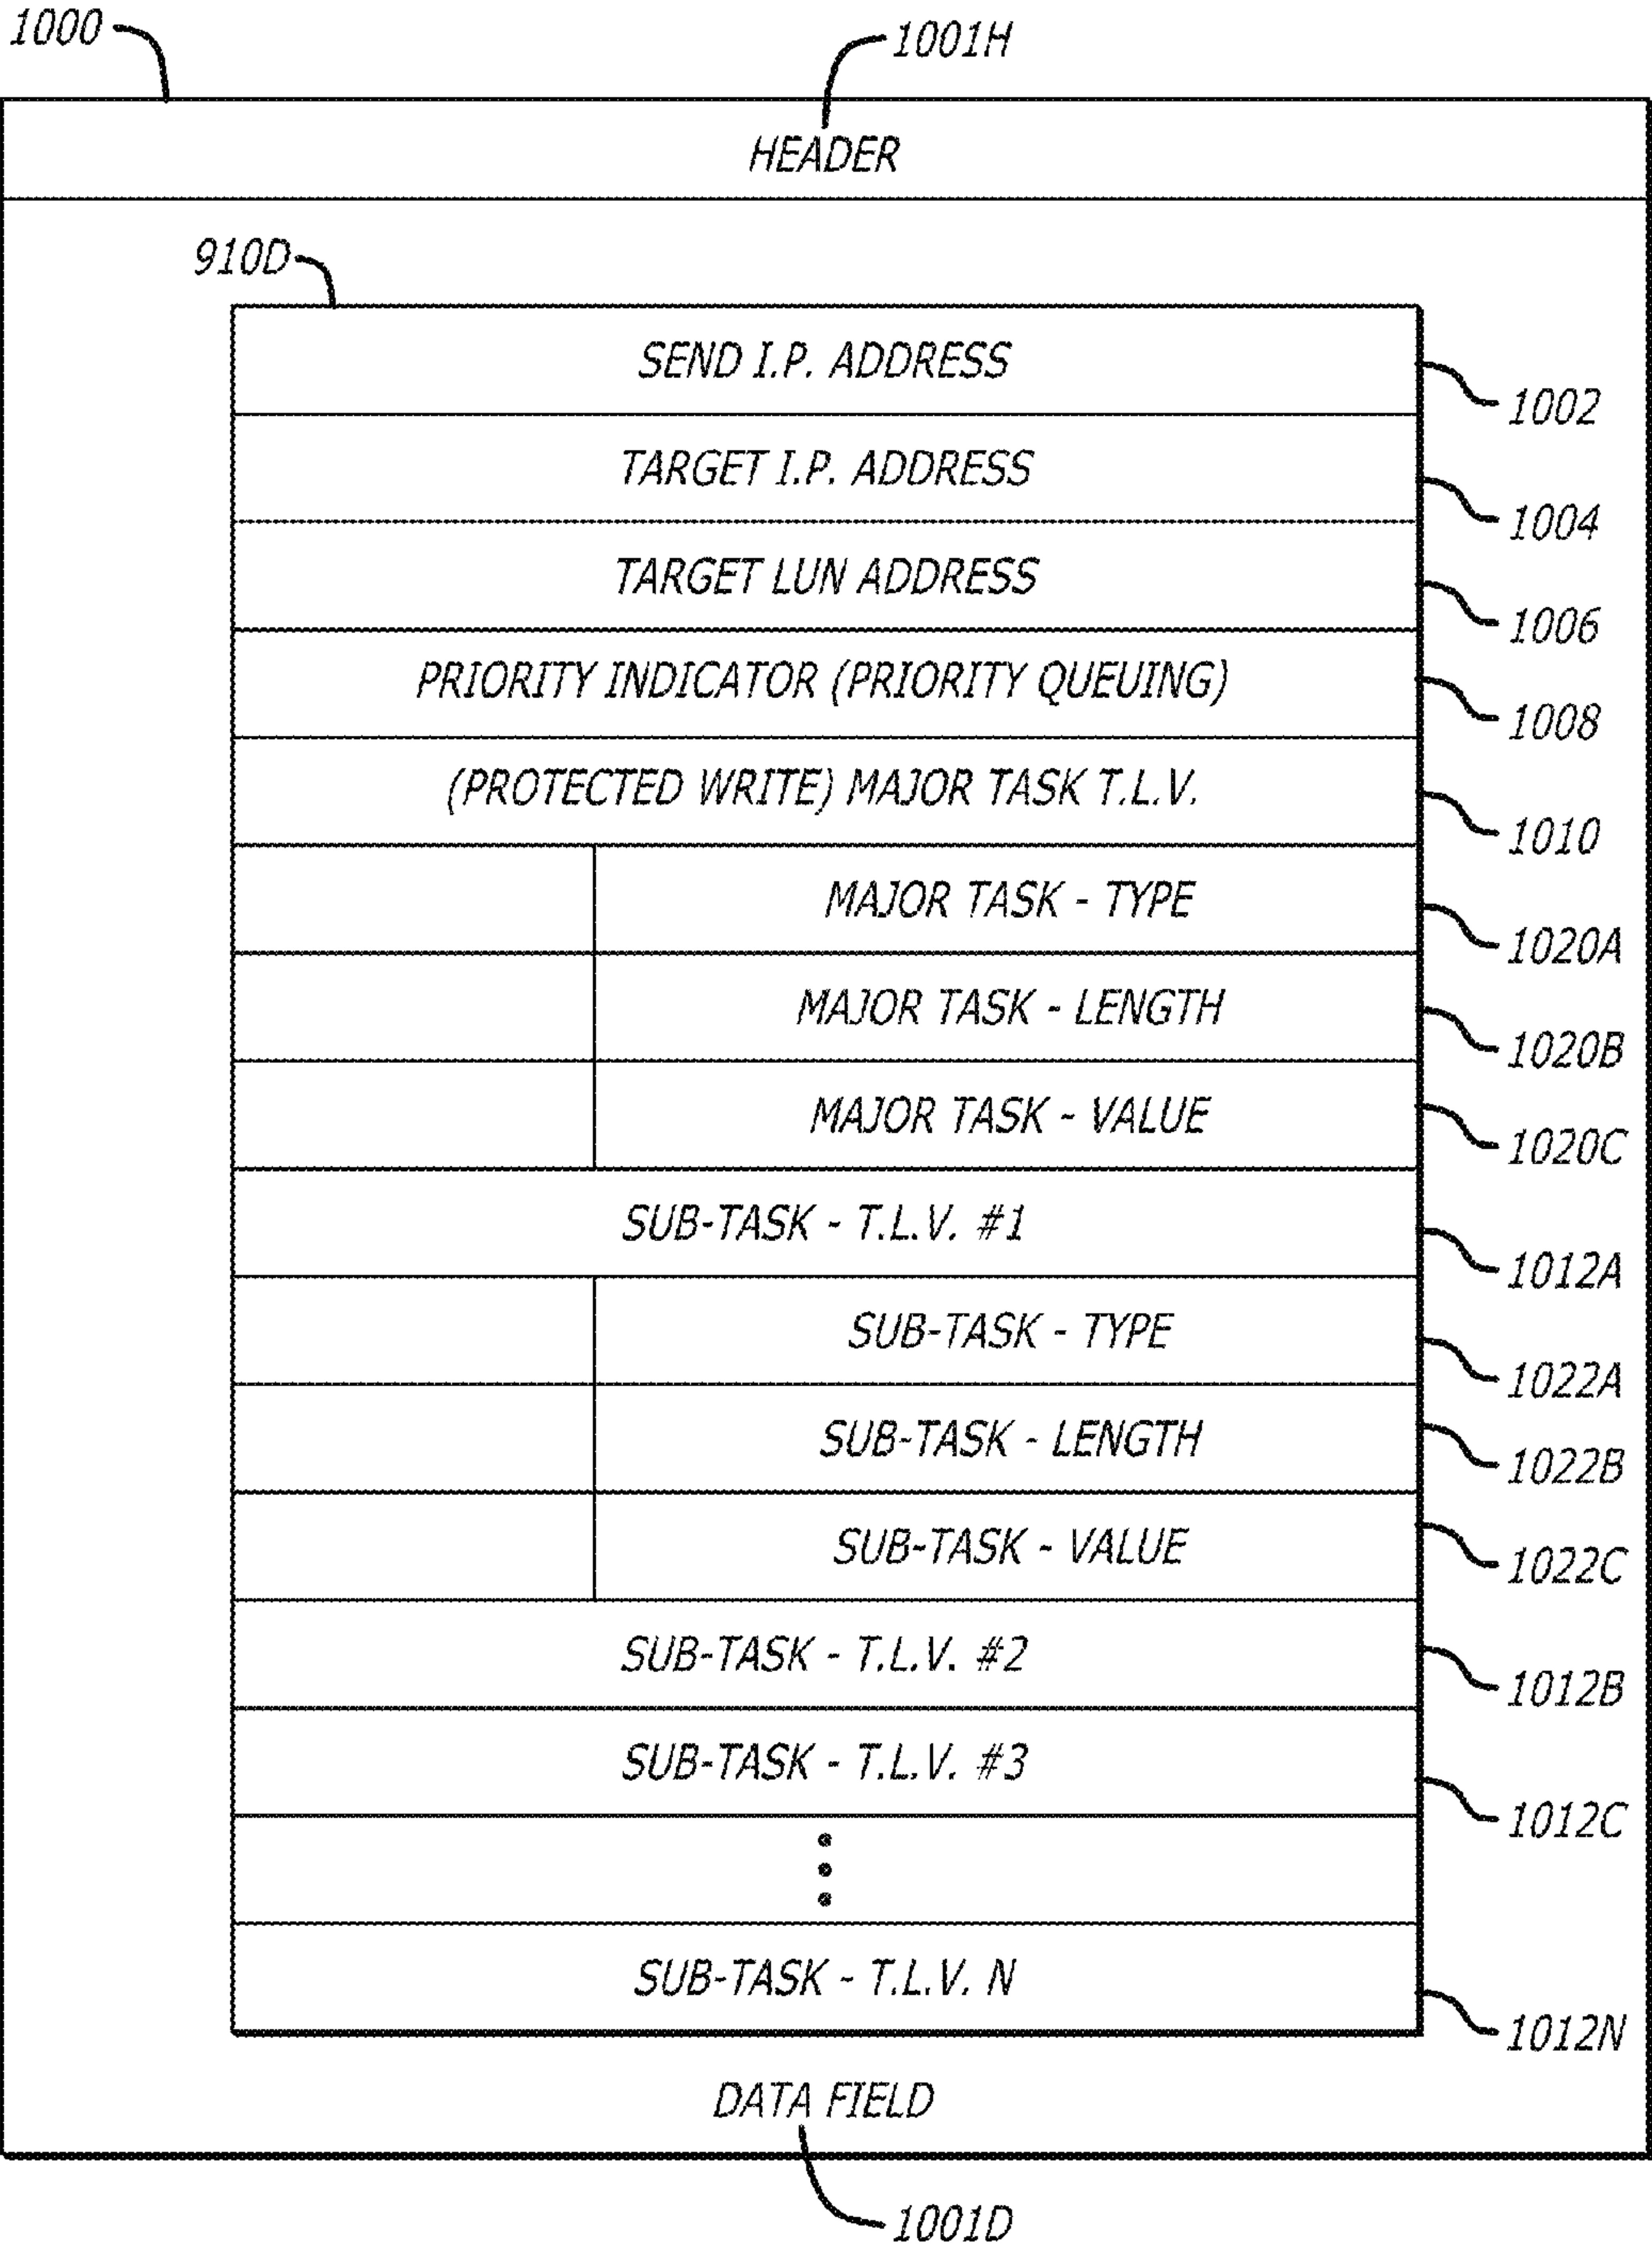 1000
1001H
HEADER
910D
SEND I.P. ADDRESS
1002
TARGET I.P. ADDRESS
1004
TARGET LUN ADDRESS
1006
PRIORITY INDICATOR (PRIORITY QUEUING)
1008
(PROTECTED WRITE) MAJOR TASK T.L.V.
1010
MAJOR TASK - TYPE
1020A
MAJOR TASK - LENGTH
1020B
MAJOR TASK - VALUE
1020C
SUB-TASK - T.L.V. #1
1012A
SUB-TASK - TYPE
1022A
SUB-TASK - LENGTH
1022B
SUB-TASK - VALUE
1022C
SUB-TASK - T.L.V. #2
1012B
SUB-TASK - T.L.V. #3
1012C
SUB-TASK - T.L.V. N
1012N
DATA FIELD
1001D